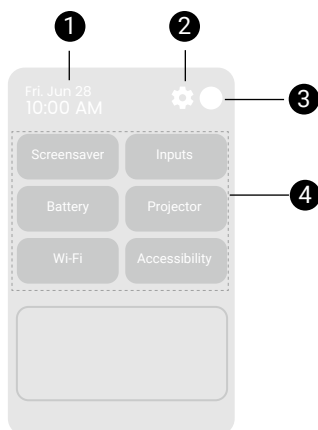 1
2
Fri. Jun 28
10:00 AM
3
Screensaver
Inputs
Battery
Projector
4
Wi-Fi
Accessibility